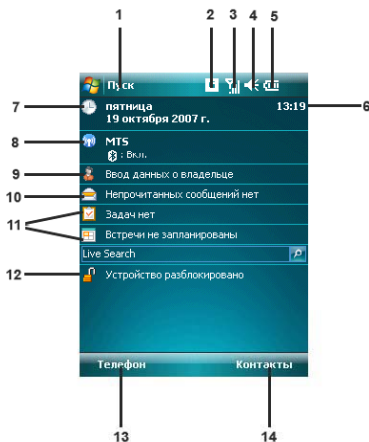 1 2 3 4 5
Пуск
7 пятница 13:19 6
19 октября 2007 г.
8 MTS
: Вкл.
9 Ввод данных о владельце
10 Непрочитанных сообщений нет
11 Задач нет
Встречи не запланированы
Live Search
12 Устройство разблокировано
Телефон Контакты
13 14